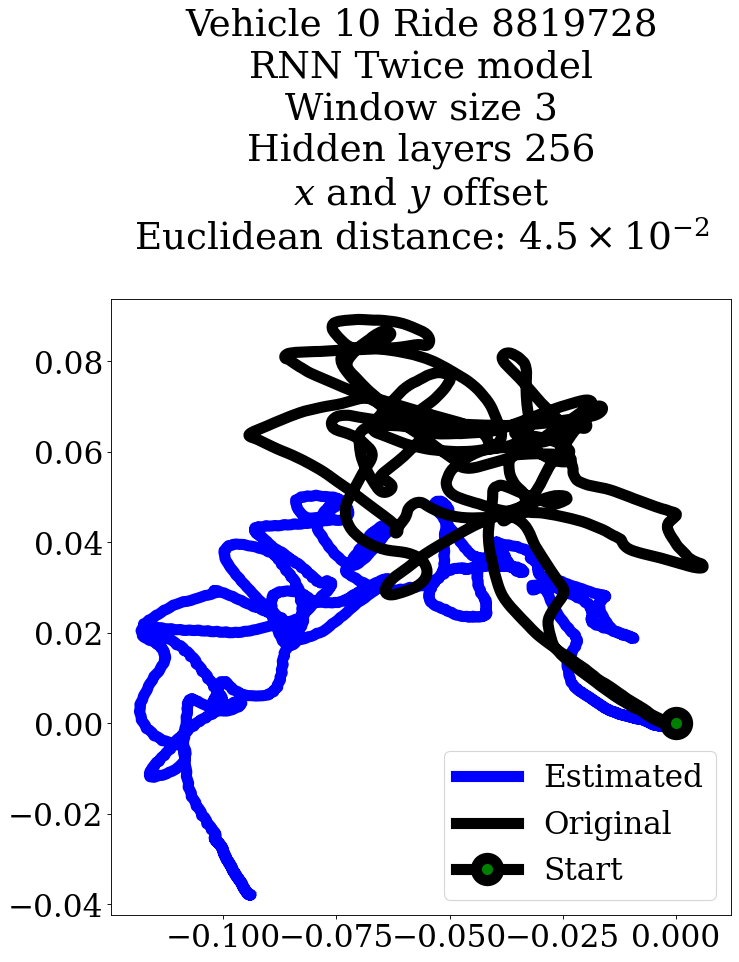 Vehicle 10 Ride 8819728
RNN Twice model
Window size 3
Hidden layers 256
x and y offset
Euclidean distance: 4.5 × 10⁻²
0.08
0.06
0.04
0.02
0.00
−0.02
−0.04
Estimated
Original
Start
−0.100 −0.075 −0.050 −0.025 0.000